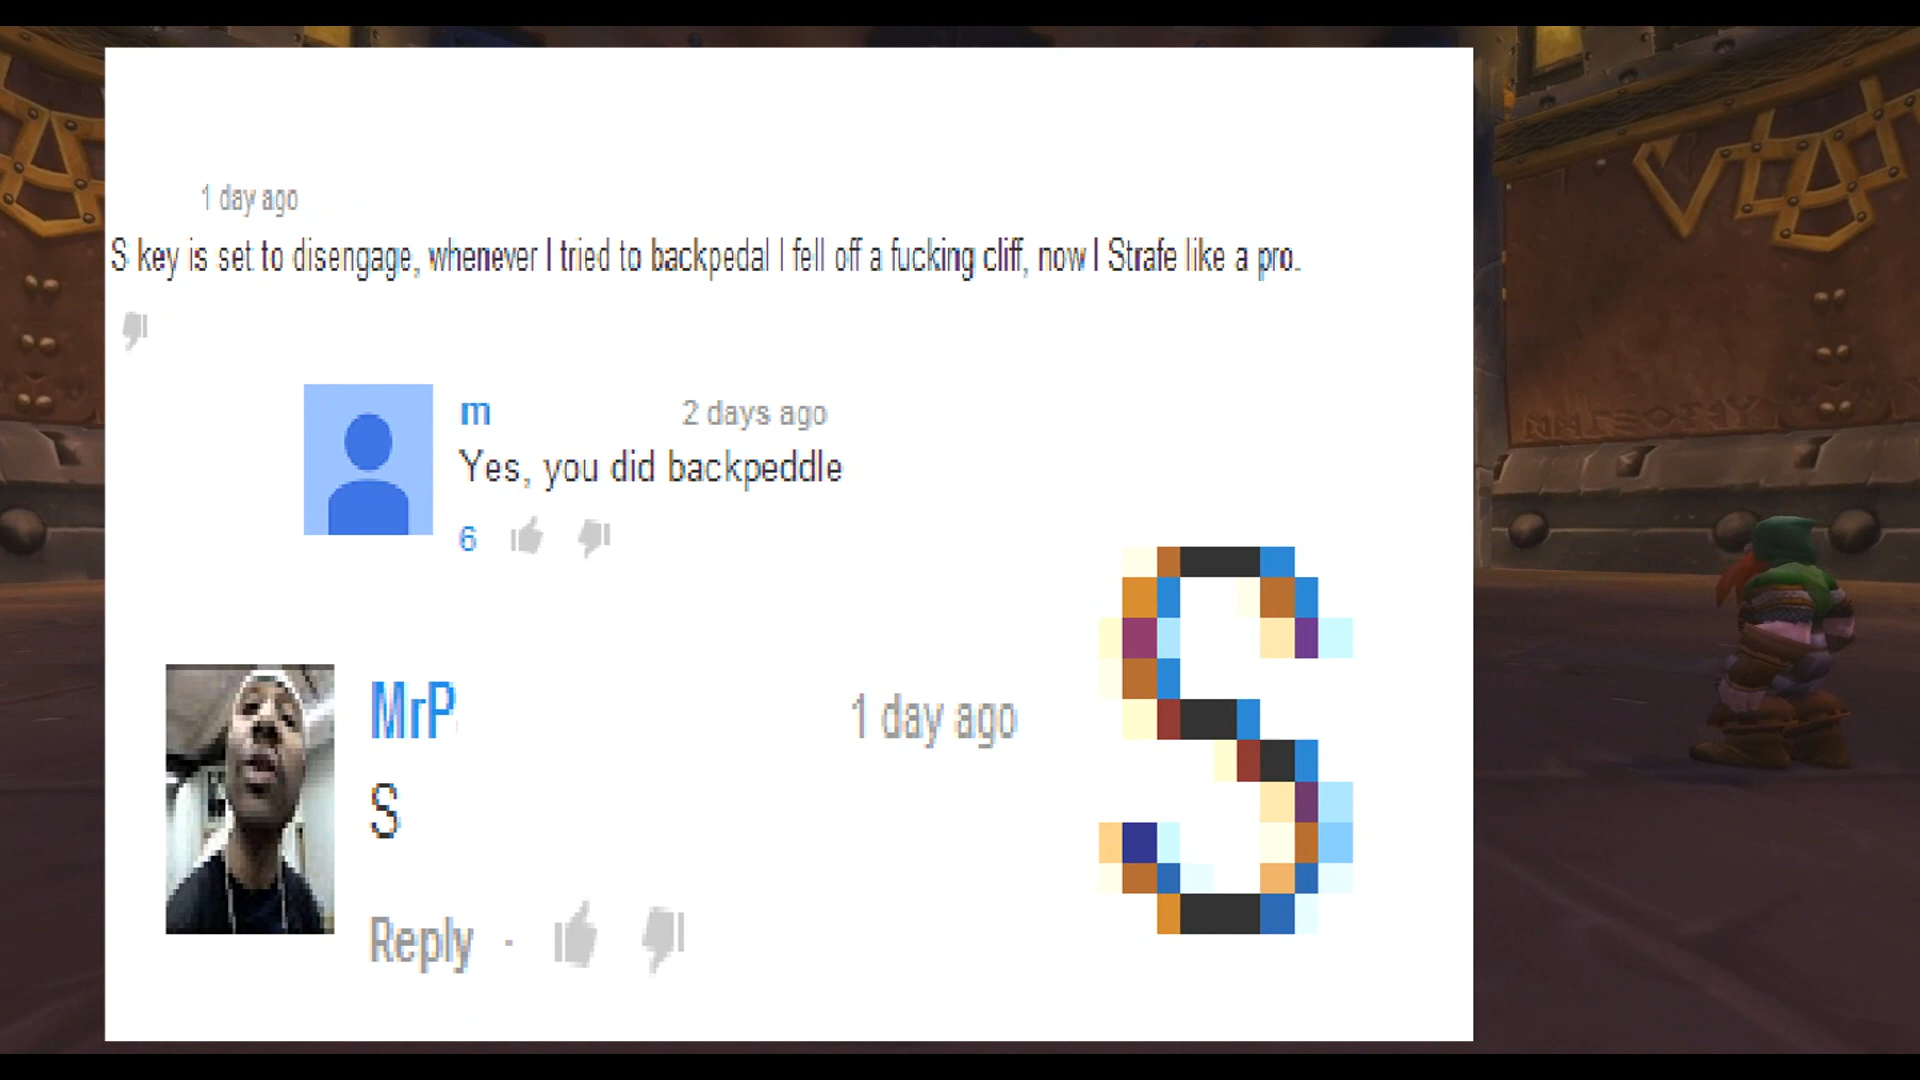 1 day ago
S key is set to disengage, whenever I tried to backpedal I fell off a fucking cliff, now I Strafe like a pro.
m 2 days ago
Yes, you did backpeddle
6
MrP 1 day ago
S
S
Reply ·